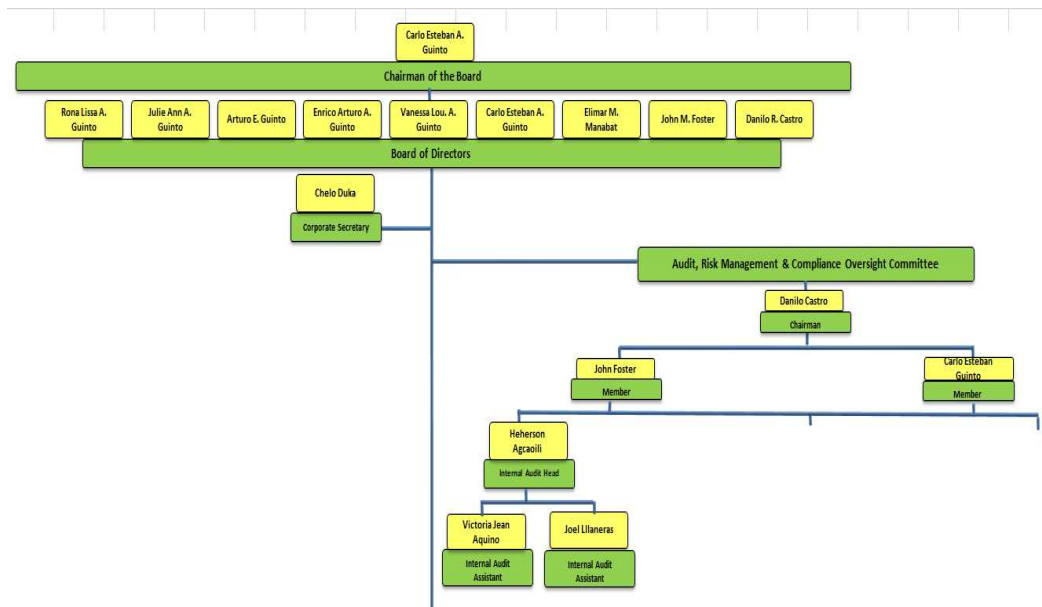 Carlo Esteban A.
Guinto
Chairman of the Board
Rona Lissa A.
Guinto
Julie Ann A.
Guinto
Arturo E. Guinto
Enrico Arturo A.
Guinto
Vanessa Lou. A.
Guinto
Carlo Esteban A.
Guinto
Elimar M.
Manabat
John M. Foster
Danilo R. Castro
Board of Directors
Chelo Duka
Corporate Secretary
Audit, Risk Management & Compliance Oversight Committee
Danilo Castro
Chairman
John Foster
Member
Carlo Esteban
Guinto
Member
Heherson
Agcaoili
Internal Audit Head
Victoria Jean
Aquino
Internal Audit
Assistant
Joel Lllaneras
Internal Audit
Assistant